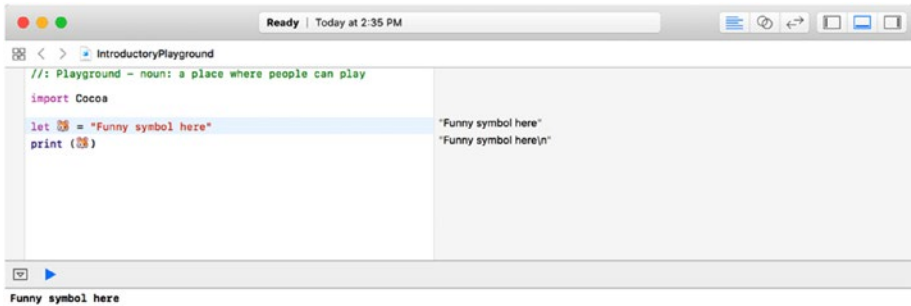 Ready | Today at 2:35 PM
IntroductoryPlayground
//: Playground – noun: a place where people can play
import Cocoa
let 🐹 = "Funny symbol here"
"Funny symbol here"
print (🐹)
"Funny symbol here\n"
Funny symbol here